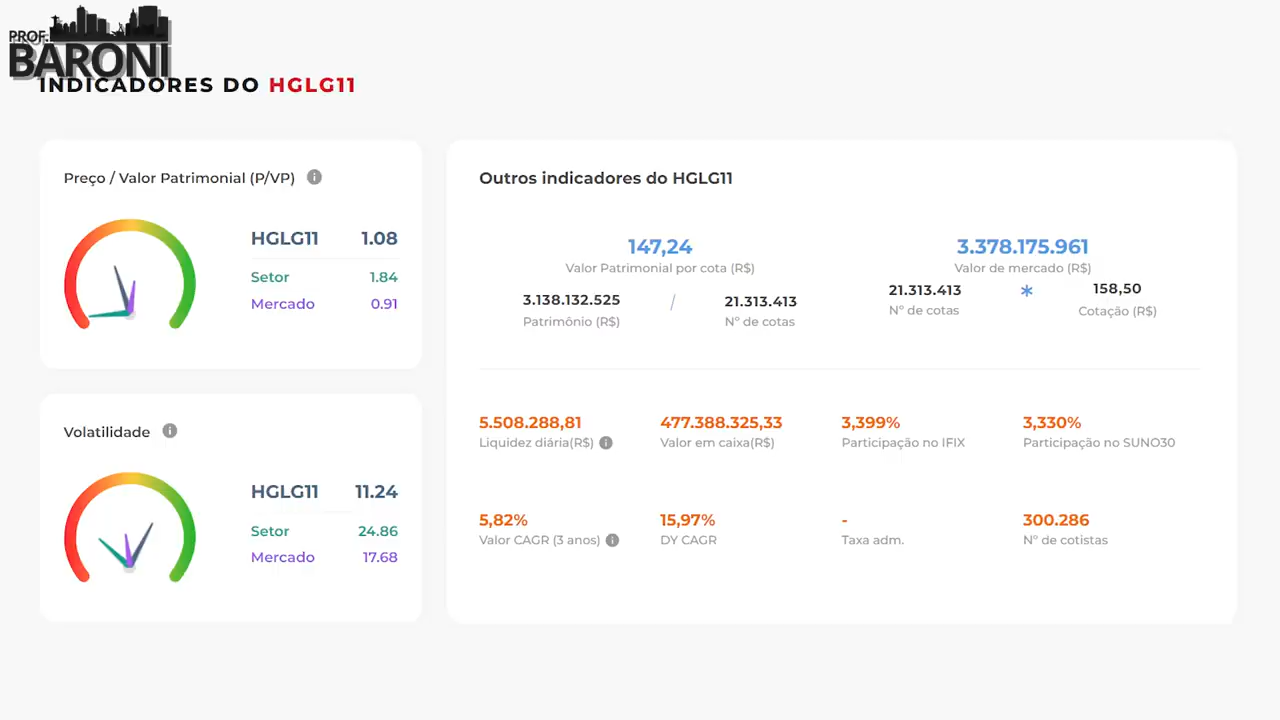 PROF.
BARONI
INDICADORES DO HGLG11
Preço / Valor Patrimonial (P/VP)
HGLG11 1.08
Setor 1.84
Mercado 0.91
Volatilidade
HGLG11 11.24
Setor 24.86
Mercado 17.68
Outros indicadores do HGLG11
147,24
Valor Patrimonial por cota (R$)
3.138.132.525 / 21.313.413
Patrimônio (R$) Nº de cotas
3.378.175.961
Valor de mercado (R$)
21.313.413 * 158,50
Nº de cotas Cotação (R$)
5.508.288,81 477.388.325,33 3,399% 3,330%
Liquidez diária(R$) Valor em caixa(R$) Participação no IFIX Participação no SUNO30
5,82% 15,97% - 300.286
Valor CAGR (3 anos) DY CAGR Taxa adm. Nº de cotistas